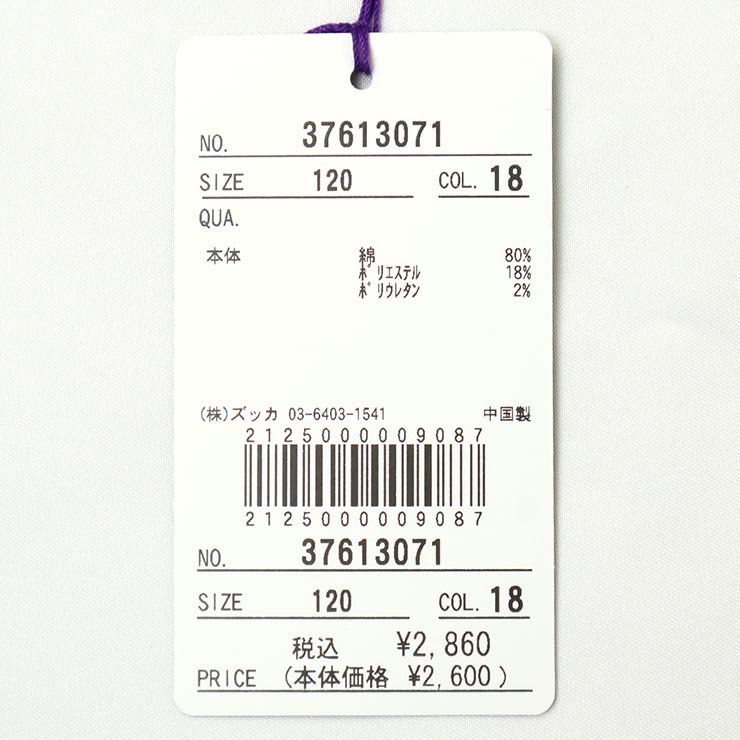 NO. 37613071
SIZE 120 COL. 18
QUA.
本体 綿 80%
ポリエステル 18%
ポリウレタン 2%
(株)ズッカ 03-6403-1541 中国製
2125000009087
2125000009087
NO. 37613071
SIZE 120 COL. 18
税込 ¥2,860
PRICE (本体価格 ¥2,600)